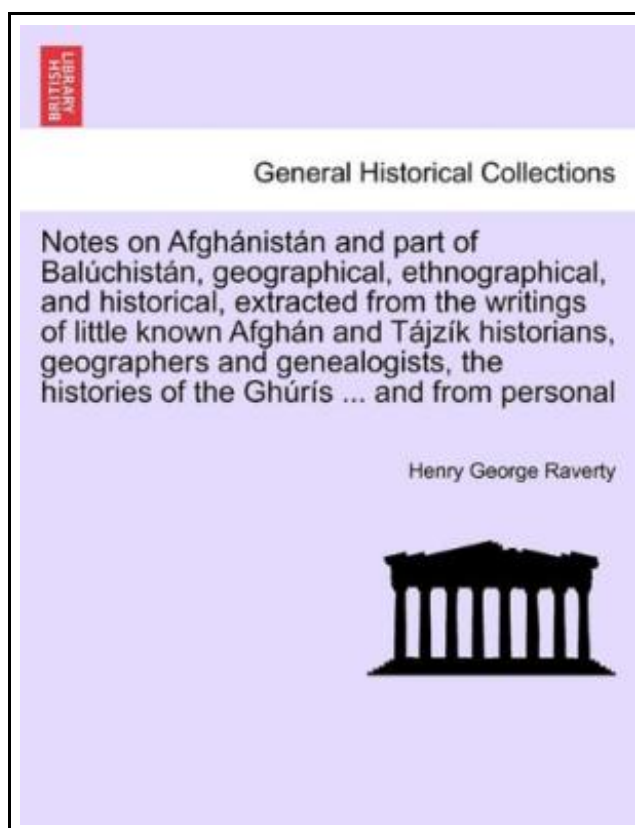 BRITISH
LIBRARY
General Historical Collections
Notes on Afghánistán and part of
Balúchistán, geographical, ethnographical,
and historical, extracted from the writings
of little known Afghán and Tájzík historians,
geographers and genealogists, the
histories of the Ghúrís ... and from personal
Henry George Raverty